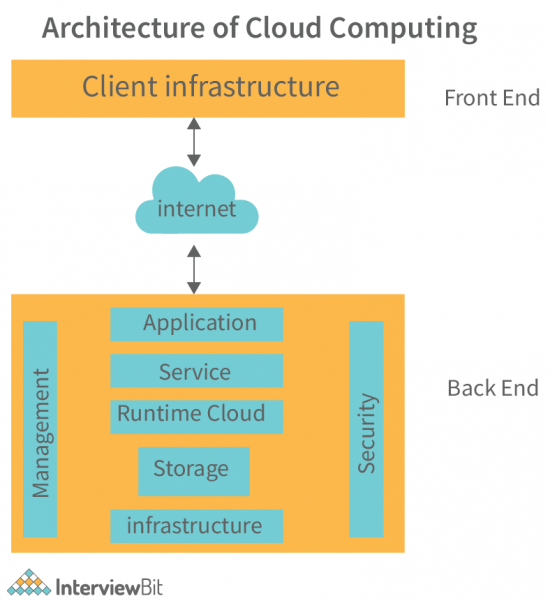 Architecture of Cloud Computing
Client infrastructure
Front End
internet
Application
Service
Runtime Cloud
Storage
infrastructure
Management
Security
Back End
InterviewBit